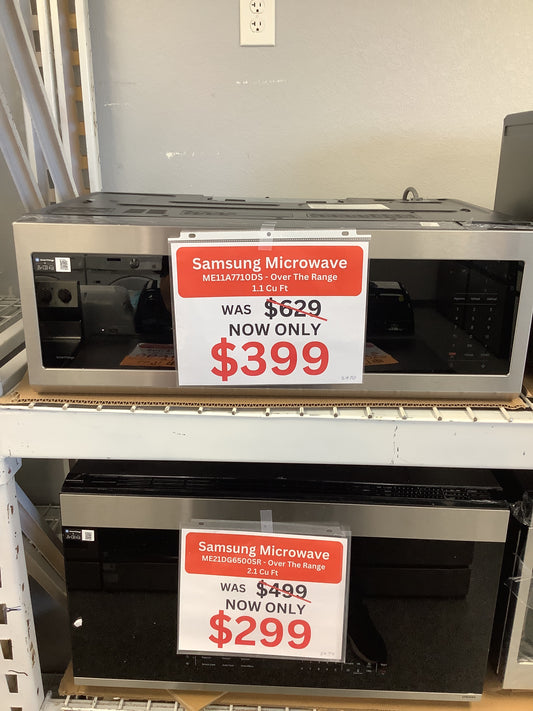 Samsung Microwave
ME11A7710DS - Over The Range
1.1 Cu Ft
WAS $629
NOW ONLY
$399
Samsung Microwave
ME21DG6500SR - Over The Range
2.1 Cu Ft
WAS $499
NOW ONLY
$299